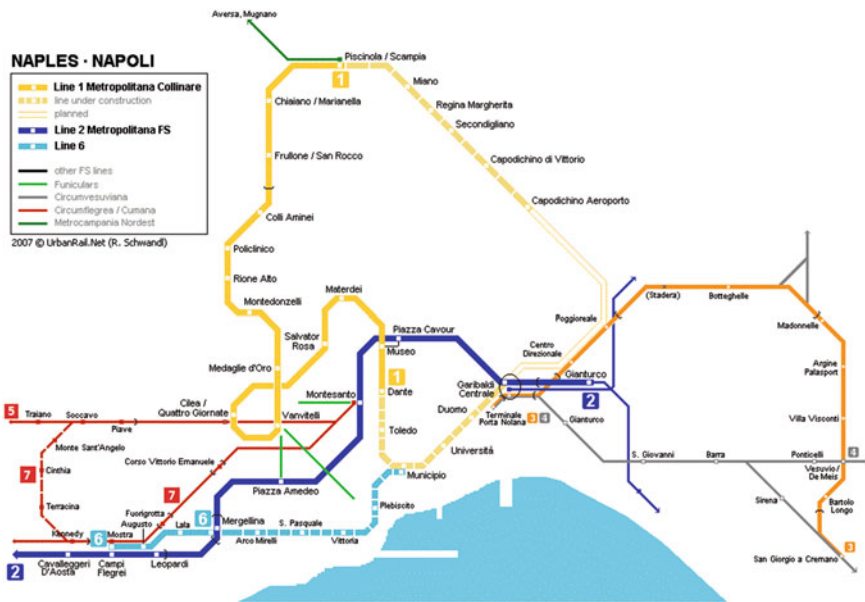 Aversa, Mugnano
NAPLES · NAPOLI
Line 1 Metropolitana Collinare
line under construction
planned
Line 2 Metropolitana FS
Line 6
other FS lines
Funiculars
Circumvesuviana
Circumflegrea / Cumana
Metrocampania Nordest
2007 © UrbanRail.Net (R. Schwandl)
Piscinola / Scampia
1
Miano
Chiaiano / Marianella
Regina Margherita
Secondigliano
Frullone / San Rocco
Capodichino di Vittorio
Capodichino Aeroporto
Colli Aminei
Policlinico
Rione Alto
Materdei
Montedonzelli
(Stadera)
Botteghelle
Poggioreale
Madonnelle
Salvator
Rosa
Piazza Cavour
Museo
Centro
Direzionale
Medaglie d'Oro
Garibaldi
Centrale
Gianturco
Argine
Palasport
1
Dante
2
Cilea /
Quattro Giornate
Vanvitelli
Montesanto
Duomo
Terminale
Porta Nolana
3
4
Gianturco
Villa Visconti
5
Traiano
Soccavo
Piave
Toledo
Monte Sant'Angelo
Universitá
Municipio
S. Giovanni
Barra
Ponticelli
4
Vesuvio/
De Meis
7
Cinthia
Corso Vittorio Emanuele
Piazza Amedeo
7
Terracina
Plebiscito
Sirena
Bartolo
Longo
Fuorigrotta
Augusto
Lala
6
Mergellina
S. Pasquale
Kennedy
6
Mostra
Arco Mirelli
Vittoria
3
2
Cavalleggeri
D'Aosta
Campi
Flegrei
Leopardi
San Giorgio a Cremano